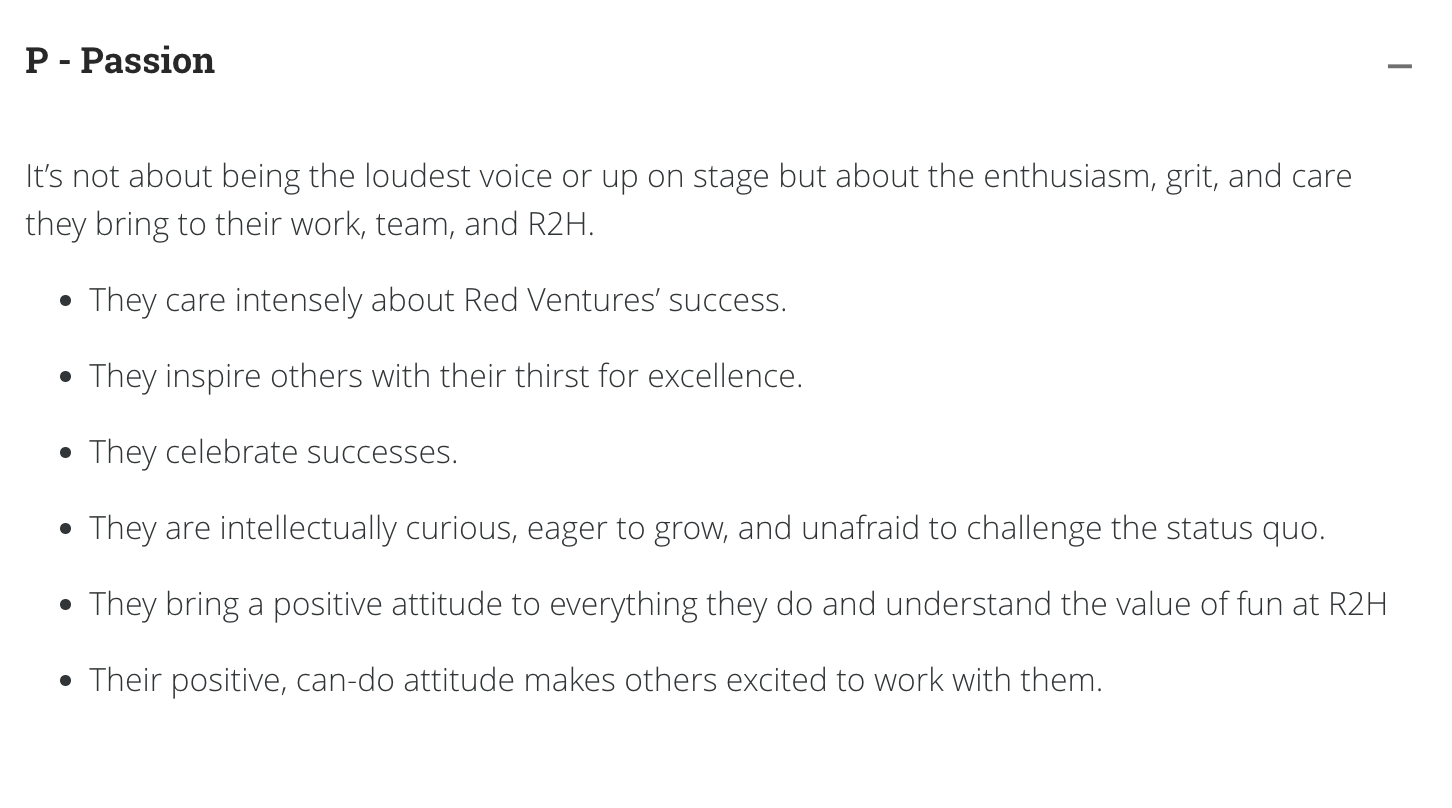 P - Passion
It’s not about being the loudest voice or up on stage but about the enthusiasm, grit, and care
they bring to their work, team, and R2H.
• They care intensely about Red Ventures’ success.
• They inspire others with their thirst for excellence.
• They celebrate successes.
• They are intellectually curious, eager to grow, and unafraid to challenge the status quo.
• They bring a positive attitude to everything they do and understand the value of fun at R2H
• Their positive, can-do attitude makes others excited to work with them.